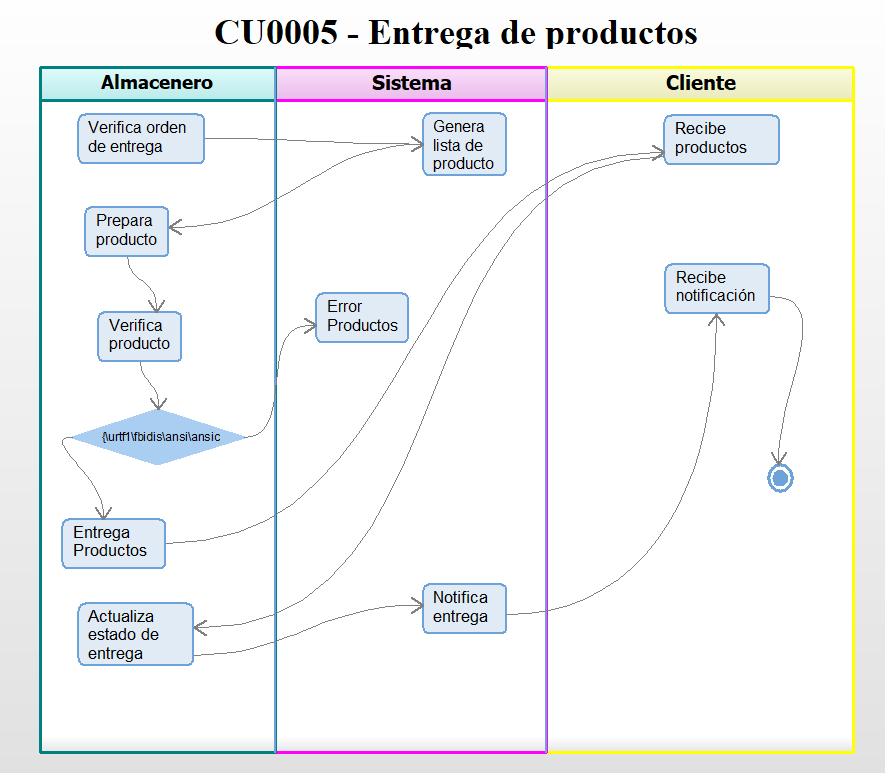 CU0005 - Entrega de productos
Almacenero
Sistema
Cliente
Verifica orden
de entrega
Genera
lista de
producto
Recibe
productos
Prepara
producto
Recibe
notificación
Error
Productos
Verifica
producto
{\urtf1\fbidis\ansi\ansic
Entrega
Productos
Notifica
entrega
Actualiza
estado de
entrega